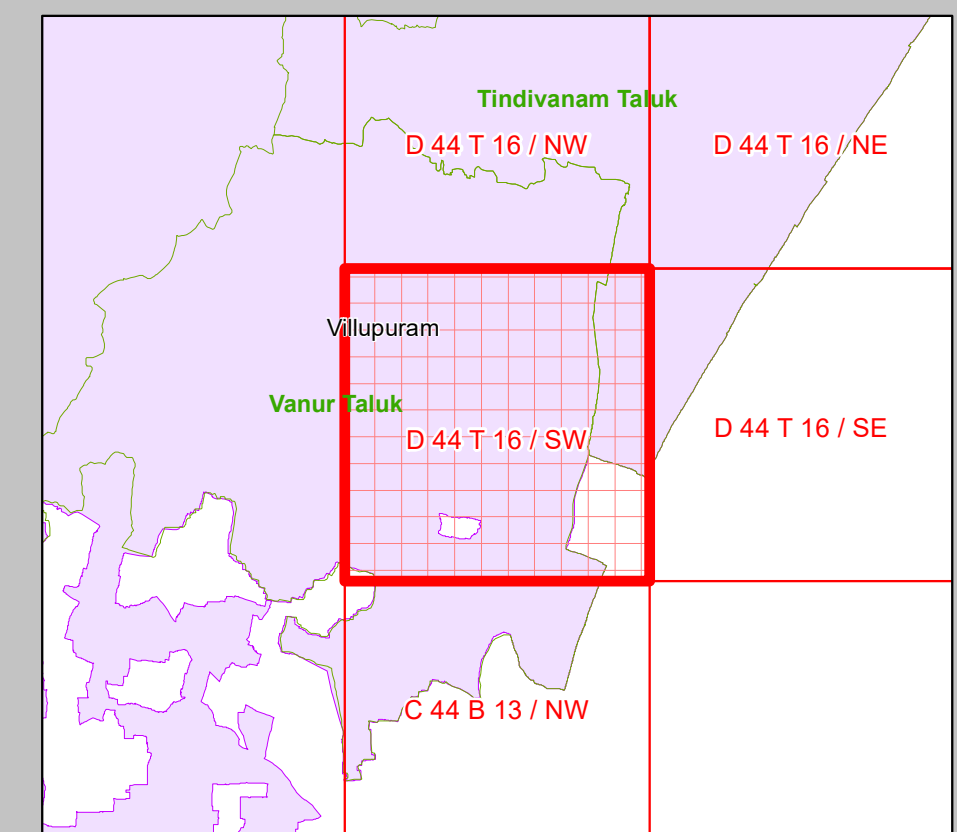 Tindivanam Taluk
D 44 T 16 / NW
D 44 T 16 / NE
Villupuram
Vanur Taluk
D 44 T 16 / SW
D 44 T 16 / SE
C 44 B 13 / NW